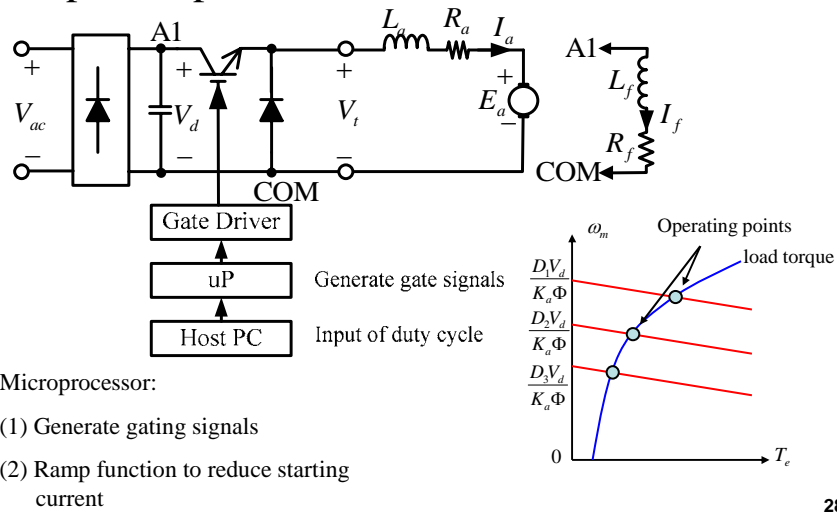 A1
+
V_ac
−
+
V_d
−
+
V_t
−
L_a
R_a
I_a
+
E_a
−
COM
A1
L_f
I_f
R_f
COM
Gate Driver
uP
Generate gate signals
Host PC
Input of duty cycle
Microprocessor:
(1) Generate gating signals
(2) Ramp function to reduce starting
current
ω_m
Operating points
load torque
D_1V_d
K_aΦ
D_2V_d
K_aΦ
D_3V_d
K_aΦ
0
T_e